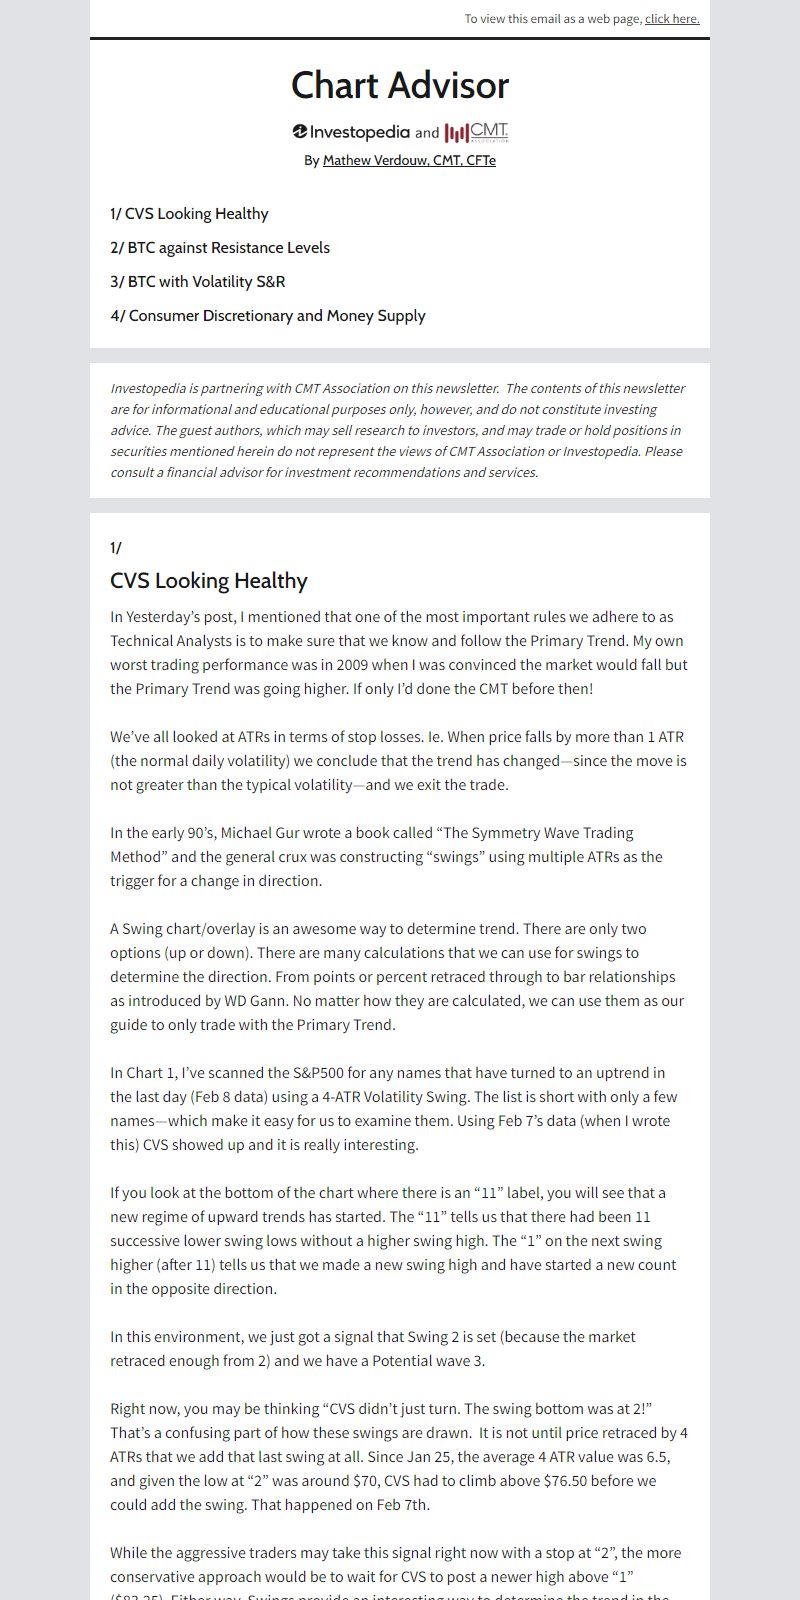 To view this email as a web page, click here.
Chart Advisor
Investopedia and CMT ASSOCIATION
By Mathew Verdouw, CMT, CFTe
1/ CVS Looking Healthy
2/ BTC against Resistance Levels
3/ BTC with Volatility S&R
4/ Consumer Discretionary and Money Supply
Investopedia is partnering with CMT Association on this newsletter.  The contents of this newsletter
are for informational and educational purposes only, however, and do not constitute investing
advice. The guest authors, which may sell research to investors, and may trade or hold positions in
securities mentioned herein do not represent the views of CMT Association or Investopedia. Please
consult a financial advisor for investment recommendations and services.
1/
CVS Looking Healthy
In Yesterday’s post, I mentioned that one of the most important rules we adhere to as
Technical Analysts is to make sure that we know and follow the Primary Trend. My own
worst trading performance was in 2009 when I was convinced the market would fall but
the Primary Trend was going higher. If only I’d done the CMT before then!
We’ve all looked at ATRs in terms of stop losses. Ie. When price falls by more than 1 ATR
(the normal daily volatility) we conclude that the trend has changed—since the move is
not greater than the typical volatility—and we exit the trade.
In the early 90’s, Michael Gur wrote a book called “The Symmetry Wave Trading
Method” and the general crux was constructing “swings” using multiple ATRs as the
trigger for a change in direction.
A Swing chart/overlay is an awesome way to determine trend. There are only two
options (up or down). There are many calculations that we can use for swings to
determine the direction. From points or percent retraced through to bar relationships
as introduced by WD Gann. No matter how they are calculated, we can use them as our
guide to only trade with the Primary Trend.
In Chart 1, I’ve scanned the S&P500 for any names that have turned to an uptrend in
the last day (Feb 8 data) using a 4-ATR Volatility Swing. The list is short with only a few
names—which make it easy for us to examine them. Using Feb 7’s data (when I wrote
this) CVS showed up and it is really interesting.
If you look at the bottom of the chart where there is an “11” label, you will see that a
new regime of upward trends has started. The “11” tells us that there had been 11
successive lower swing lows without a higher swing high. The “1” on the next swing
higher (after 11) tells us that we made a new swing high and have started a new count
in the opposite direction.
In this environment, we just got a signal that Swing 2 is set (because the market
retraced enough from 2) and we have a Potential wave 3.
Right now, you may be thinking “CVS didn’t just turn. The swing bottom was at 2!”
That’s a confusing part of how these swings are drawn.  It is not until price retraced by 4
ATRs that we add that last swing at all. Since Jan 25, the average 4 ATR value was 6.5,
and given the low at “2” was around $70, CVS had to climb above $76.50 before we
could add the swing. That happened on Feb 7th.
While the aggressive traders may take this signal right now with a stop at “2”, the more
conservative approach would be to wait for CVS to post a newer high above “1”
Either way, Swings provide an interesting way to determine the trend in the